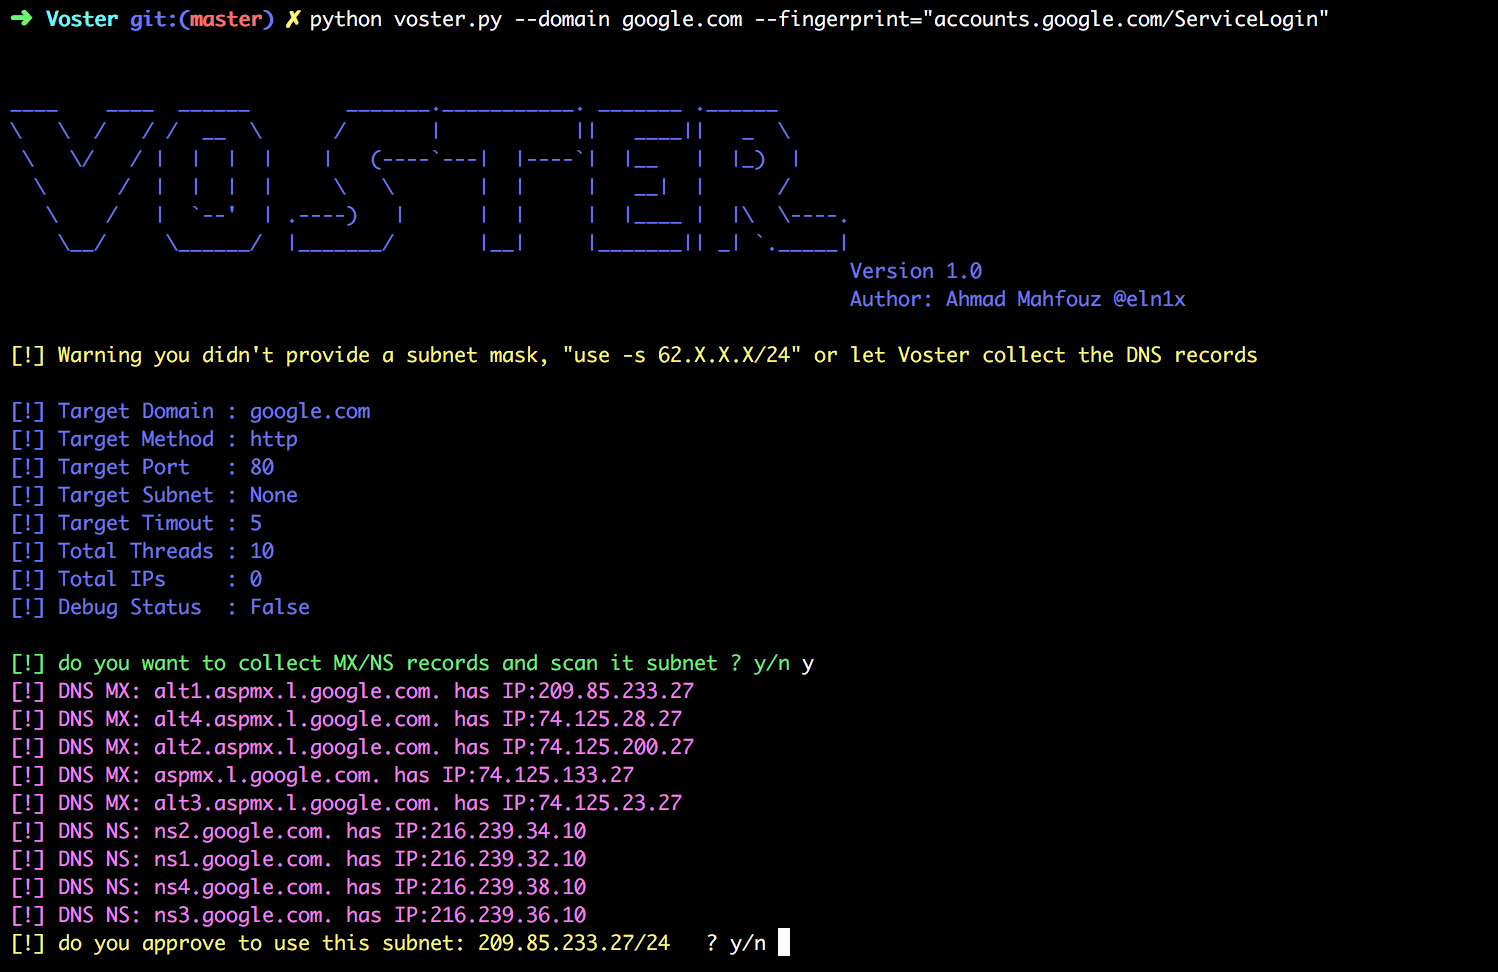 ➜ Voster git:(master) ✗ python voster.py --domain google.com --fingerprint="accounts.google.com/ServiceLogin"
VOSTER
Version 1.0
Author: Ahmad Mahfouz @eln1x
[!] Warning you didn't provide a subnet mask, "use -s 62.X.X.X/24" or let Voster collect the DNS records
[!] Target Domain : google.com
[!] Target Method : http
[!] Target Port   : 80
[!] Target Subnet : None
[!] Target Timout : 5
[!] Total Threads : 10
[!] Total IPs     : 0
[!] Debug Status  : False
[!] do you want to collect MX/NS records and scan it subnet ? y/n y
[!] DNS MX: alt1.aspmx.l.google.com. has IP:209.85.233.27
[!] DNS MX: alt4.aspmx.l.google.com. has IP:74.125.28.27
[!] DNS MX: alt2.aspmx.l.google.com. has IP:74.125.200.27
[!] DNS MX: aspmx.l.google.com. has IP:74.125.133.27
[!] DNS MX: alt3.aspmx.l.google.com. has IP:74.125.23.27
[!] DNS NS: ns2.google.com. has IP:216.239.34.10
[!] DNS NS: ns1.google.com. has IP:216.239.32.10
[!] DNS NS: ns4.google.com. has IP:216.239.38.10
[!] DNS NS: ns3.google.com. has IP:216.239.36.10
[!] do you approve to use this subnet: 209.85.233.27/24   ? y/n